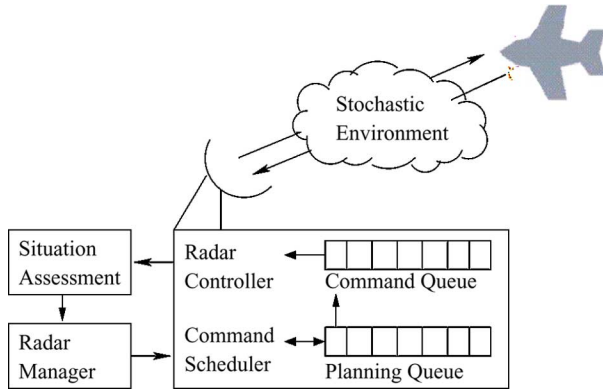 Stochastic
Environment
Situation
Assessment
Radar
Manager
Radar
Controller
Command Queue
Command
Scheduler
Planning Queue